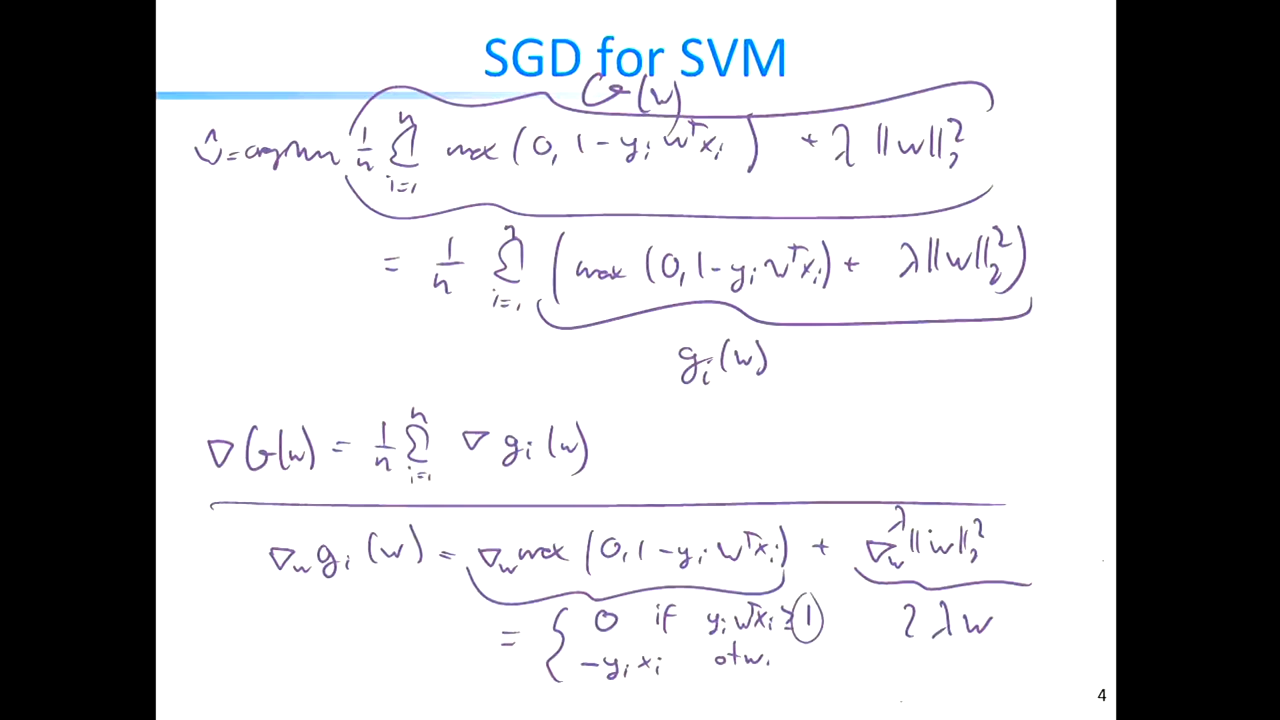 SGD for SVM
G(w)
ŵ = argmin 1/n Σ_{i=1}^{n} max (0, 1 - y_i w^T x_i) + λ ||w||_2^2
= 1/n Σ_{i=1}^{n} (max (0, 1 - y_i w^T x_i) + λ ||w||_2^2)
g_i (w)
∇ G(w) = 1/n Σ_{i=1}^{n} ∇ g_i (w)
∇_w g_i (w) = ∇_w max (0, 1 - y_i w^T x_i) + ∇_w λ ||w||_2^2
= { 0 if y_i w^T x_i ≥ 1 2 λ w
-y_i x_i otw.
4